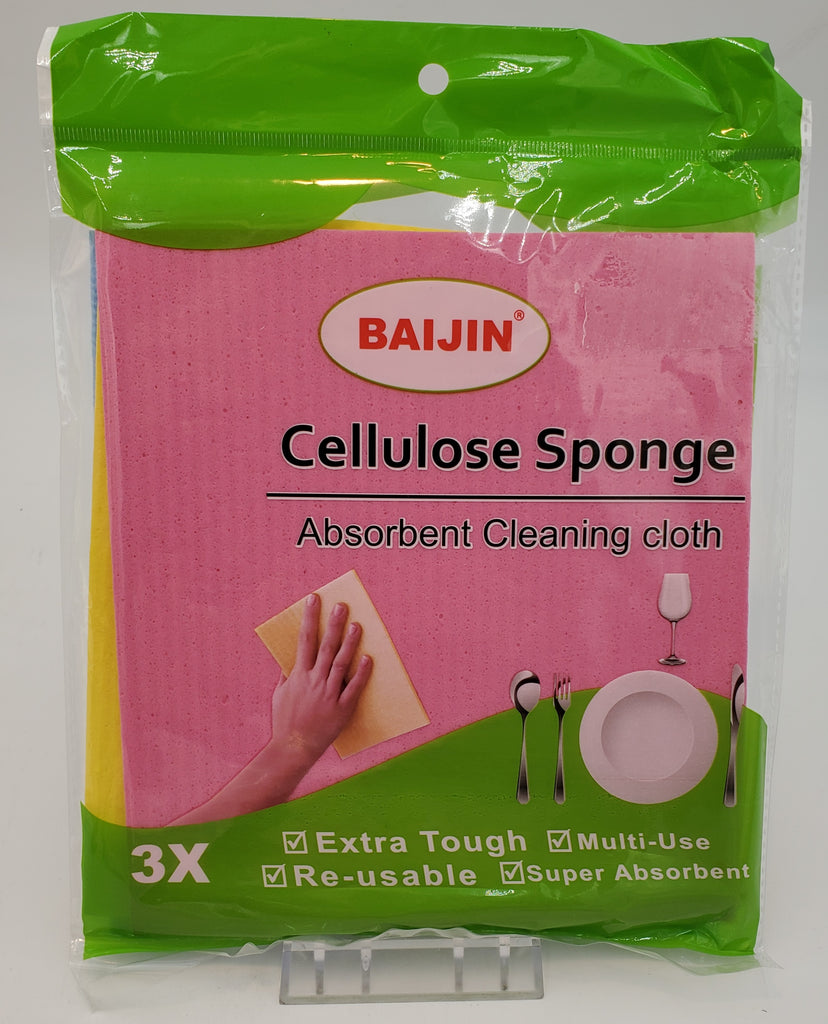 BAIJIN®
Cellulose Sponge
Absorbent Cleaning cloth
3X
☑ Extra Tough ☑ Multi-Use
☑ Re-usable ☑ Super Absorbent